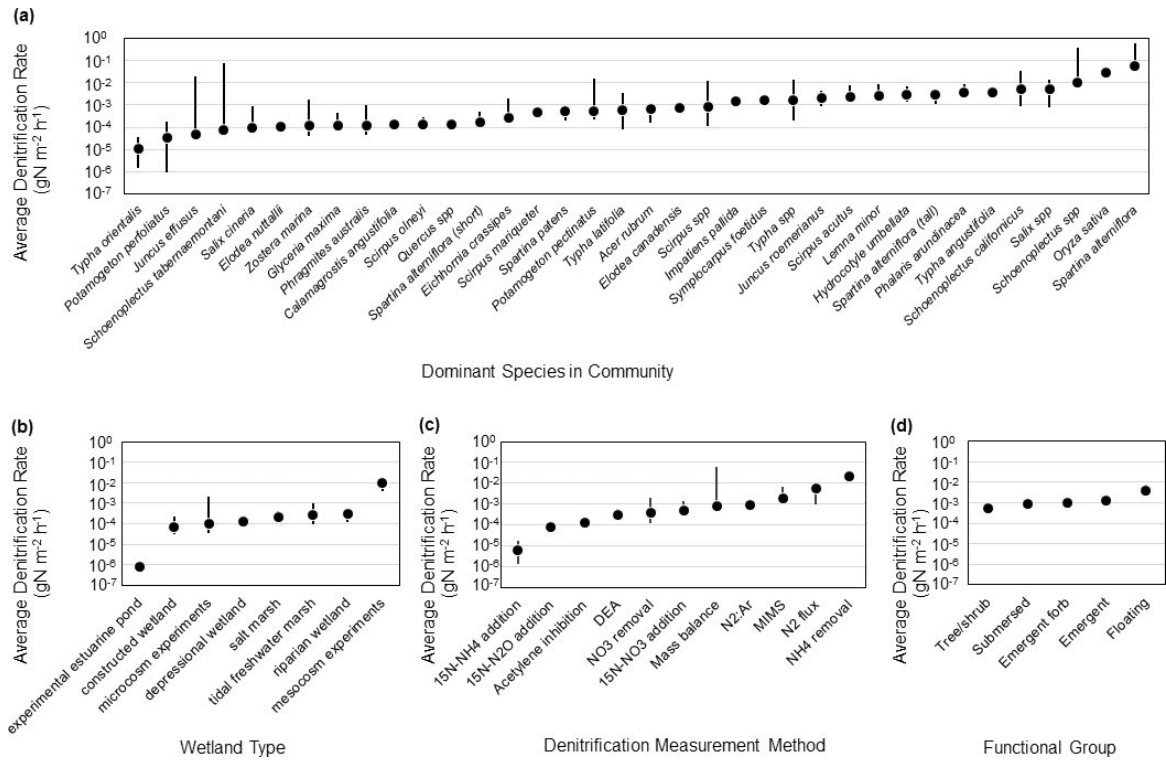 (a)
Average Denitrification Rate
(gN m⁻² h⁻¹)
10⁰
10⁻¹
10⁻²
10⁻³
10⁻⁴
10⁻⁵
10⁻⁶
10⁻⁷
Typha orientalis
Potamogeton perfoliatus
Juncus effusus
Schoenoplectus tabernaemontani
Salix cineria
Elodea nuttallii
Zostera marina
Glyceria maxima
Phragmites australis
Calamagrostis angustifolia
Scirpus olneyi
Quercus spp
Spartina alterniflora (short)
Eichhornia crassipes
Scirpus mariqueter
Spartina patens
Potamogeton pectinatus
Typha latifolia
Acer rubrum
Elodea canadensis
Scirpus spp
Impatiens pallida
Symplocarpus foetidus
Typha spp
Juncus roemerianus
Scirpus acutus
Lemna minor
Hydrocotyle umbellata
Spartina alterniflora (tall)
Phalaris arundinacea
Typha angustifolia
Schoenoplectus californicus
Salix spp
Schoenoplectus spp
Oryza sativa
Spartina alterniflora
Dominant Species in Community
(b)
Average Denitrification Rate
(gN m⁻² h⁻¹)
10⁰
10⁻¹
10⁻²
10⁻³
10⁻⁴
10⁻⁵
10⁻⁶
10⁻⁷
experimental estuarine pond
constructed wetland
microcosm experiments
depressional wetland
salt marsh
tidal freshwater marsh
riparian wetland
mesocosm experiments
Wetland Type
(c)
Average Denitrification Rate
(gN m⁻² h⁻¹)
10⁰
10⁻¹
10⁻²
10⁻³
10⁻⁴
10⁻⁵
10⁻⁶
10⁻⁷
15N-NH4 addition
15N-N2O addition
Acetylene inhibition
DEA
NO3 removal
15N-NO3 addition
Mass balance
N2:Ar
MIMS
N2 flux
NH4 removal
Denitrification Measurement Method
(d)
Average Denitrification Rate
(gN m⁻² h⁻¹)
10⁰
10⁻¹
10⁻²
10⁻³
10⁻⁴
10⁻⁵
10⁻⁶
10⁻⁷
Tree/shrub
Submersed
Emergent forb
Emergent
Floating
Functional Group